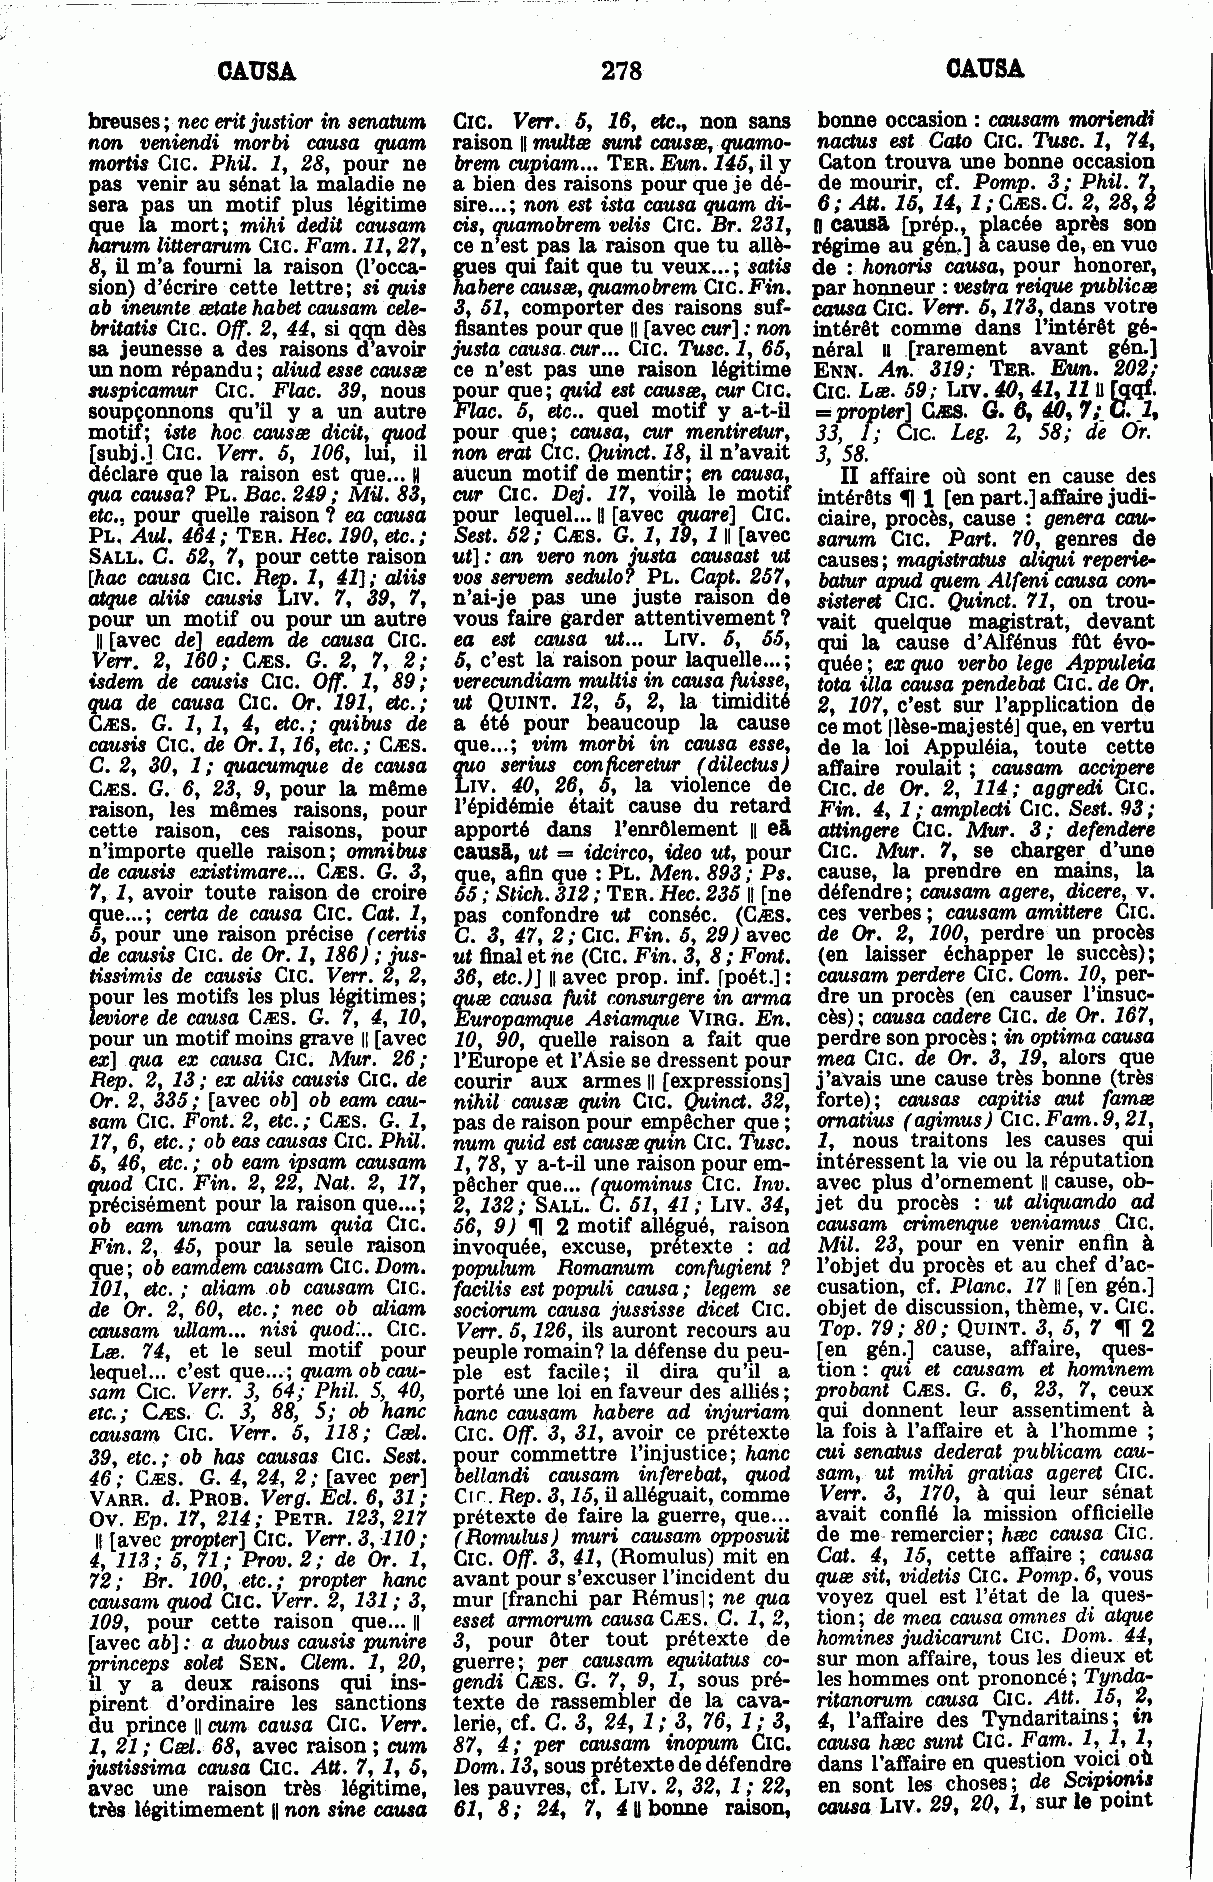 CAUSA
278
CAUSA
breuses; nec erit justior in senatum
non veniendi morbi causa quam
mortis CIC. Phil. 1, 28, pour ne
pas venir au sénat la maladie ne
sera pas un motif plus légitime
que la mort; mihi dedit causam
harum litterarum CIC. Fam. 11, 27,
8, il m'a fourni la raison (l'occa-
sion) d'écrire cette lettre; si quis
ab ineunte ætate habet causam cele-
britatis CIC. Off. 2, 44, si qqn dès
sa jeunesse a des raisons d'avoir
un nom répandu; aliud esse causæ
suspicamur CIC. Flac. 39, nous
soupçonnons qu'il y a un autre
motif; iste hoc causæ dicit, quod
[subj.] CIC. Verr. 5, 106, lui, il
déclare que la raison est que... ||
qua causa? PL. Bac. 249; Mil. 83,
etc., pour quelle raison ? ea causa
PL. Aul. 464; TER. Hec. 190, etc.;
SALL. C. 52, 7, pour cette raison
[hac causa CIC. Rep. 1, 41]; aliis
atque aliis causis LIV. 7, 39, 7,
pour un motif ou pour un autre
|| [avec de] eadem de causa CIC.
Verr. 2, 160; CÆS. G. 2, 7, 2;
isdem de causis CIC. Off. 1, 89;
qua de causa CIC. Or. 191, etc.;
CÆS. G. 1, 1, 4, etc.; quibus de
causis CIC. de Or. 1, 16, etc.; CÆS.
C. 2, 30, 1; quacumque de causa
CÆS. G. 6, 23, 9, pour la même
raison, les mêmes raisons, pour
cette raison, ces raisons, pour
n'importe quelle raison; omnibus
de causis existimare... CÆS. G. 3,
7, 1, avoir toute raison de croire
que...; certa de causa CIC. Cat. 1,
5, pour une raison précise (certis
de causis CIC. de Or. 1, 186); jus-
tissimis de causis CIC. Verr. 2, 2,
pour les motifs les plus légitimes;
leviore de causa CÆS. G. 7, 4, 10,
pour un motif moins grave || [avec
ex] qua ex causa CIC. Mur. 26;
Rep. 2, 13; ex aliis causis CIC. de
Or. 2, 335; [avec ob] ob eam cau-
sam CIC. Font. 2, etc.; CÆS. G. 1,
17, 6, etc.; ob eas causas CIC. Phil.
5, 46, etc.; ob eam ipsam causam
quod CIC. Fin. 2, 22, Nat. 2, 17,
précisément pour la raison que...;
ob eam unam causam quia CIC.
Fin. 2, 45, pour la seule raison
que; ob eamdem causam CIC. Dom.
101, etc.; aliam ob causam CIC.
de Or. 2, 60, etc.; nec ob aliam
causam ullam... nisi quod... CIC.
Læ. 74, et le seul motif pour
lequel... c'est que...; quam ob cau-
sam CIC. Verr. 3, 64; Phil. 5, 40,
etc.; CÆS. C. 3, 88, 5; ob hanc
causam CIC. Verr. 5, 118; Cæl.
39, etc.; ob has causas CIC. Sest.
46; CÆS. G. 4, 24, 2; [avec per]
VARR. d. PROB. Verg. Ecl. 6, 31;
OV. Ep. 17, 214; PETR. 123, 217
|| [avec propter] CIC. Verr. 3, 110;
4, 113; 5, 71; Prov. 2; de Or. 1,
72; Br. 100, etc.; propter hanc
causam quod CIC. Verr. 2, 131; 3,
109, pour cette raison que... ||
[avec ab]: a duobus causis punire
princeps solet SEN. Clem. 1, 20,
il y a deux raisons qui ins-
pirent d'ordinaire les sanctions
du prince || cum causa CIC. Verr.
1, 21; Cæl. 68, avec raison; cum
justissima causa CIC. Att. 7, 1, 5,
avec une raison très légitime,
très légitimement || non sine causa
CIC. Verr. 5, 16, etc., non sans
raison || multæ sunt causæ, quamo-
brem cupiam... TER. Eun. 145, il y
a bien des raisons pour que je dé-
sire...; non est ista causa quam di-
cis, quamobrem velis CIC. Br. 231,
ce n'est pas la raison que tu allè-
gues qui fait que tu veux...; satis
habere causæ, quamobrem CIC. Fin.
3, 51, comporter des raisons suf-
fisantes pour que || [avec cur]: non
justa causa cur... CIC. Tusc. 1, 65,
ce n'est pas une raison légitime
pour que; quid est causæ, cur CIC.
Flac. 5, etc.. quel motif y a-t-il
pour que; causa, cur mentiretur,
non erat CIC. Quinct. 18, il n'avait
aucun motif de mentir; en causa,
cur CIC. Dej. 17, voilà le motif
pour lequel... || [avec quare] CIC.
Sest. 52; CÆS. G. 1, 19, 1 || [avec
ut]: an vero non justa causast ut
vos servem sedulo? PL. Capt. 257,
n'ai-je pas une juste raison de
vous faire garder attentivement?
ea est causa ut... LIV. 5, 55,
5, c'est la raison pour laquelle...;
verecundiam multis in causa fuisse,
ut QUINT. 12, 5, 2, la timidité
a été pour beaucoup la cause
que...; vim morbi in causa esse,
quo serius conficeretur (dilectus)
LIV. 40, 26, 5, la violence de
l'épidémie était cause du retard
apporté dans l'enrôlement || eā
causā, ut = idcirco, ideo ut, pour
que, afin que : PL. Men. 893; Ps.
55; Stich. 312; TER. Hec. 235 || [ne
pas confondre ut conséc. (CÆS.
C. 3, 47, 2; CIC. Fin. 5, 29) avec
ut final et ne (CIC. Fin. 3, 8; Font.
36, etc.)] || avec prop. inf. [poét.]:
quæ causa fuit consurgere in arma
Europamque Asiamque VIRG. En.
10, 90, quelle raison a fait que
l'Europe et l'Asie se dressent pour
courir aux armes || [expressions]
nihil causæ quin CIC. Quinct. 32,
pas de raison pour empêcher que;
num quid est causæ quin CIC. Tusc.
1, 78, y a-t-il une raison pour em-
pêcher que... (quominus CIC. Inv.
2, 132; SALL. C. 51, 41; LIV. 34,
56, 9) ¶ 2 motif allégué, raison
invoquée, excuse, prétexte : ad
populum Romanum confugient ?
facilis est populi causa; legem se
sociorum causa jussisse dicet CIC.
Verr. 5, 126, ils auront recours au
peuple romain? la défense du peu-
ple est facile; il dira qu'il a
porté une loi en faveur des alliés;
hanc causam habere ad injuriam
CIC. Off. 3, 31, avoir ce prétexte
pour commettre l'injustice; hanc
bellandi causam inferebat, quod
CIC. Rep. 3, 15, il alléguait, comme
prétexte de faire la guerre, que...
(Romulus) muri causam opposuit
CIC. Off. 3, 41, (Romulus) mit en
avant pour s'excuser l'incident du
mur [franchi par Rémus]; ne qua
esset armorum causa CÆS. C. 1, 2,
3, pour ôter tout prétexte de
guerre; per causam equitatus co-
gendi CÆS. G. 7, 9, 1, sous pré-
texte de rassembler de la cava-
lerie, cf. C. 3, 24, 1; 3, 76, 1; 3,
87, 4; per causam inopum CIC.
Dom. 13, sous prétexte de défendre
les pauvres, cf. LIV. 2, 32, 1; 22,
61, 8; 24, 7, 4 || bonne raison,
bonne occasion : causam moriendi
nactus est Cato CIC. Tusc. 1, 74,
Caton trouva une bonne occasion
de mourir, cf. Pomp. 3; Phil. 7,
6; Att. 15, 14, 1; CÆS. C. 2, 28, 2
|| causā [prép., placée après son
régime au gén.] à cause de, en vue
de : honoris causa, pour honorer,
par honneur : vestra reique publicæ
causa CIC. Verr. 5, 173, dans votre
intérêt comme dans l'intérêt gé-
néral || [rarement avant gén.]
ENN. An. 319; TER. Eun. 202;
CIC. Læ. 59; LIV. 40, 41, 11 || [qqf.
= propter] CÆS. G. 6, 40, 7; C. 1,
33, 1; CIC. Leg. 2, 58; de Or.
3, 58.
II affaire où sont en cause des
intérêts ¶ 1 [en part.] affaire judi-
ciaire, procès, cause : genera cau-
sarum CIC. Part. 70, genres de
causes; magistratus aliqui reperie-
batur apud quem Alfeni causa con-
sisteret CIC. Quinct. 71, on trou-
vait quelque magistrat, devant
qui la cause d'Alfénus fût évo-
quée; ex quo verbo lege Appuleia
tota illa causa pendebat CIC. de Or.
2, 107, c'est sur l'application de
ce mot [lèse-majesté] que, en vertu
de la loi Appuléia, toute cette
affaire roulait; causam accipere
CIC. de Or. 2, 114; aggredi CIC.
Fin. 4, 1; amplecti CIC. Sest. 93;
attingere CIC. Mur. 3; defendere
CIC. Mur. 7, se charger d'une
cause, la prendre en mains, la
défendre; causam agere, dicere, v.
ces verbes; causam amittere CIC.
de Or. 2, 100, perdre un procès
(en laisser échapper le succès);
causam perdere CIC. Com. 10, per-
dre un procès (en causer l'insuc-
cès); causa cadere CIC. de Or. 167,
perdre son procès; in optima causa
mea CIC. de Or. 3, 19, alors que
j'avais une cause très bonne (très
forte); causas capitis aut famæ
ornatius (agimus) CIC. Fam. 9, 21,
1, nous traitons les causes qui
intéressent la vie ou la réputation
avec plus d'ornement || cause, ob-
jet du procès : ut aliquando ad
causam crimenque veniamus CIC.
Mil. 23, pour en venir enfin à
l'objet du procès et au chef d'ac-
cusation, cf. Planc. 17 || [en gén.]
objet de discussion, thème, v. CIC.
Top. 79; 80; QUINT. 3, 5, 7 ¶ 2
[en gén.] cause, affaire, ques-
tion : qui et causam et hominem
probant CÆS. G. 6, 23, 7, ceux
qui donnent leur assentiment à
la fois à l'affaire et à l'homme;
cui senatus dederat publicam cau-
sam, ut mihi gratias ageret CIC.
Verr. 3, 170, à qui leur sénat
avait confié la mission officielle
de me remercier; hæc causa CIC.
Cat. 4, 15, cette affaire; causa
quæ sit, videtis CIC. Pomp. 6, vous
voyez quel est l'état de la ques-
tion; de mea causa omnes di atque
homines judicarunt CIC. Dom. 44,
sur mon affaire, tous les dieux et
les hommes ont prononcé; Tynda-
ritanorum causa CIC. Att. 15, 2,
4, l'affaire des Tyndaritains; in
causa hæc sunt CIC. Fam. 1, 1, 1,
dans l'affaire en question voici où
en sont les choses; de Scipionis
causa LIV. 29, 20, 1, sur le point